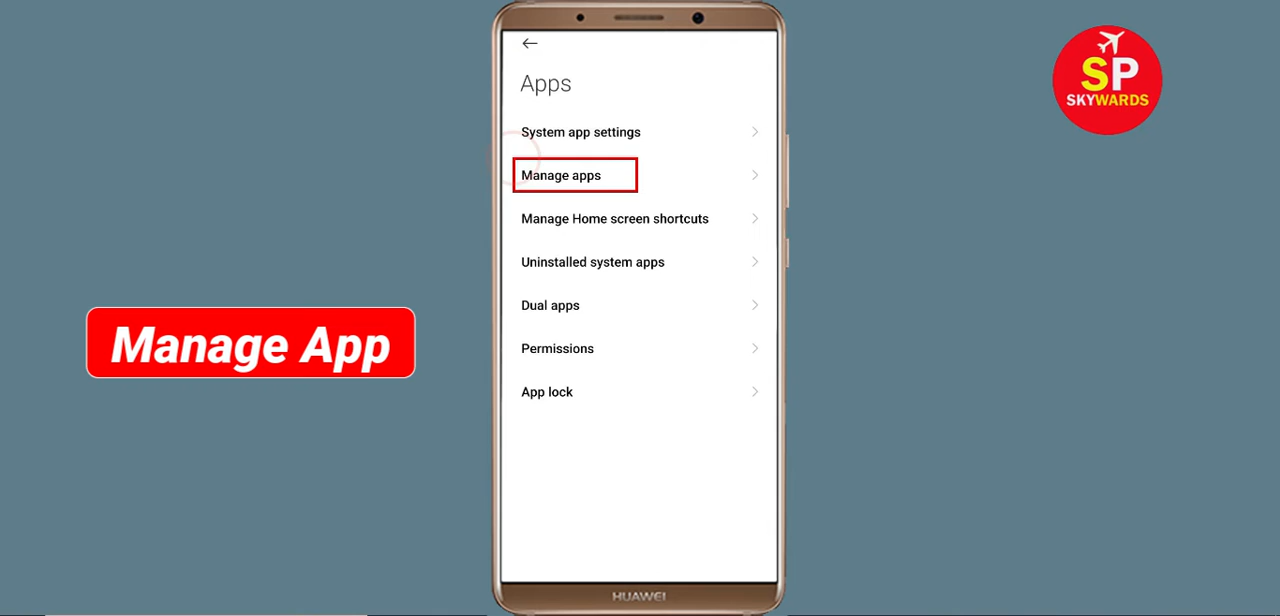 SP
SKYWARDS
Apps
System app settings
Manage apps
Manage Home screen shortcuts
Uninstalled system apps
Dual apps
Permissions
App lock
Manage App
HUAWEI